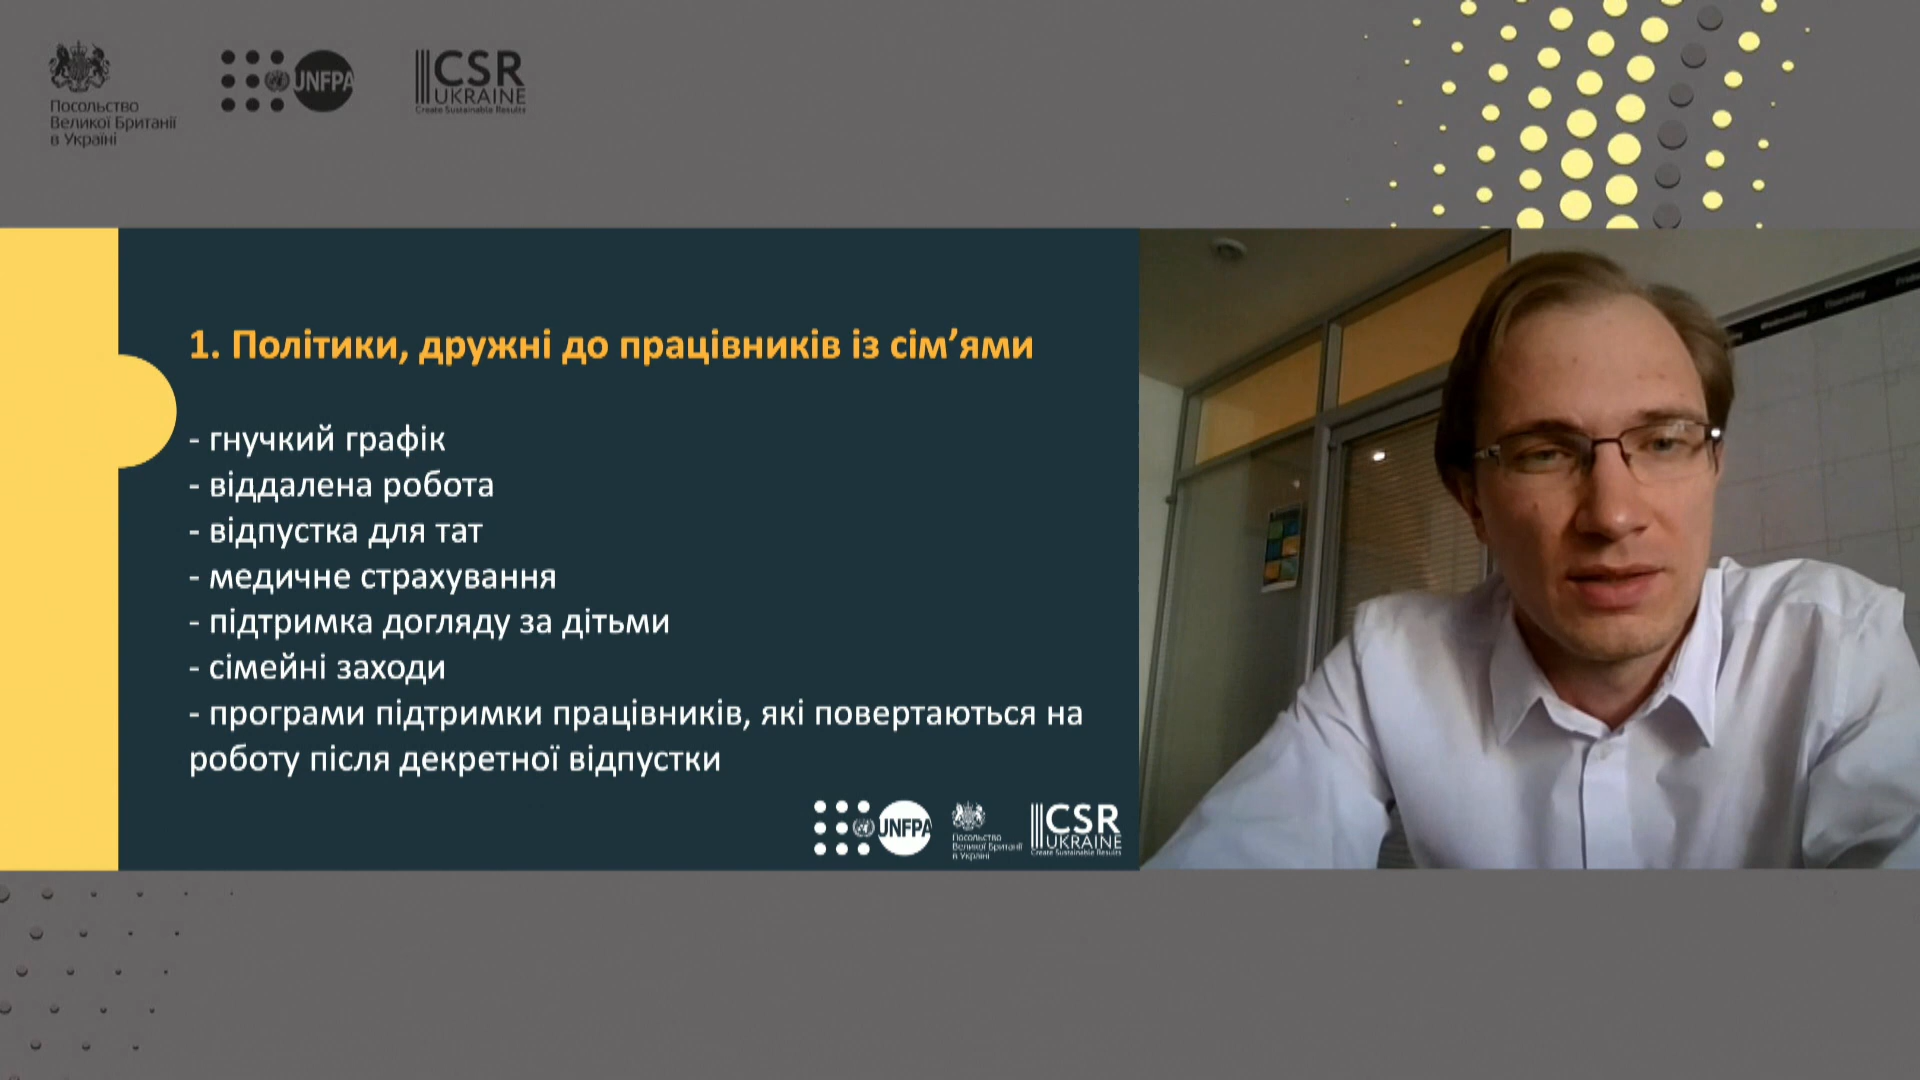 Посольство
Великої Британії
в Україні
UNFPA
CSR
UKRAINE
Create Sustainable Results
1. Політики, дружні до працівників із сім’ями
- гнучкий графік
- віддалена робота
- відпустка для тат
- медичне страхування
- підтримка догляду за дітьми
- сімейні заходи
- програми підтримки працівників, які повертаються на
роботу після декретної відпустки
UNFPA
Посольство
Великої Британії
в Україні
CSR
UKRAINE
Create Sustainable Results
Thursday